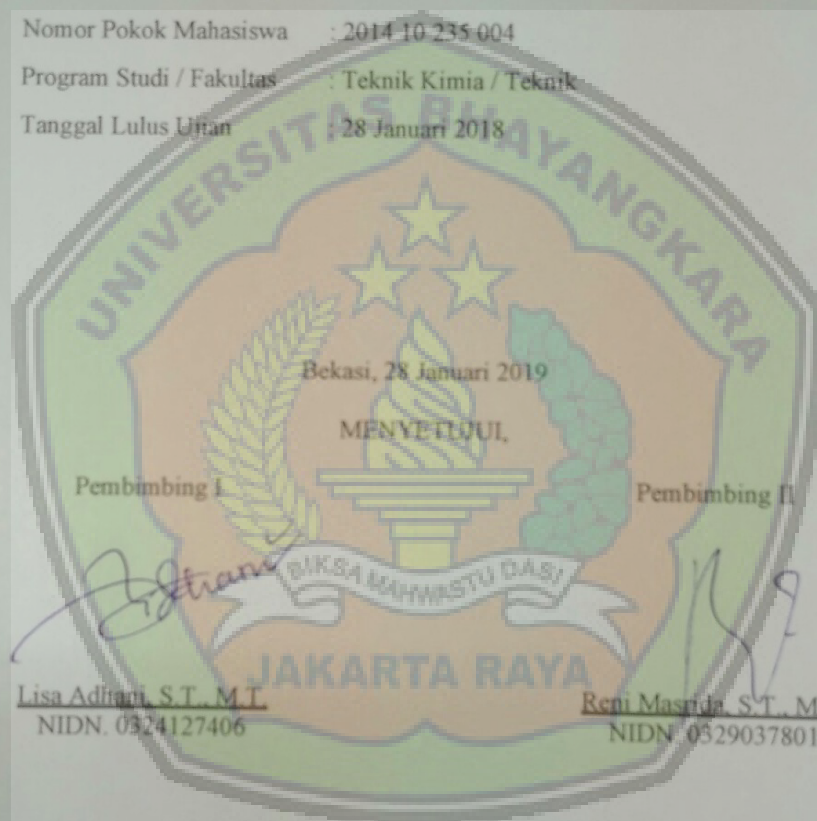 Nomor Pokok Mahasiswa : 2014 10 235 004
Program Studi / Fakultas : Teknik Kimia / Teknik
Tanggal Lulus Ujian : 28 Januari 2018
UNIVERSITAS BHAYANGKARA
Bekasi, 28 Januari 2019
MENYETUJUI,
Pembimbing I Pembimbing II
BIKSA MAHWASTU DASI
JAKARTA RAYA
Lisa Adhani, S.T., M.T. Reni Masrida, S.T., M
NIDN. 0324127406 NIDN 0329037801